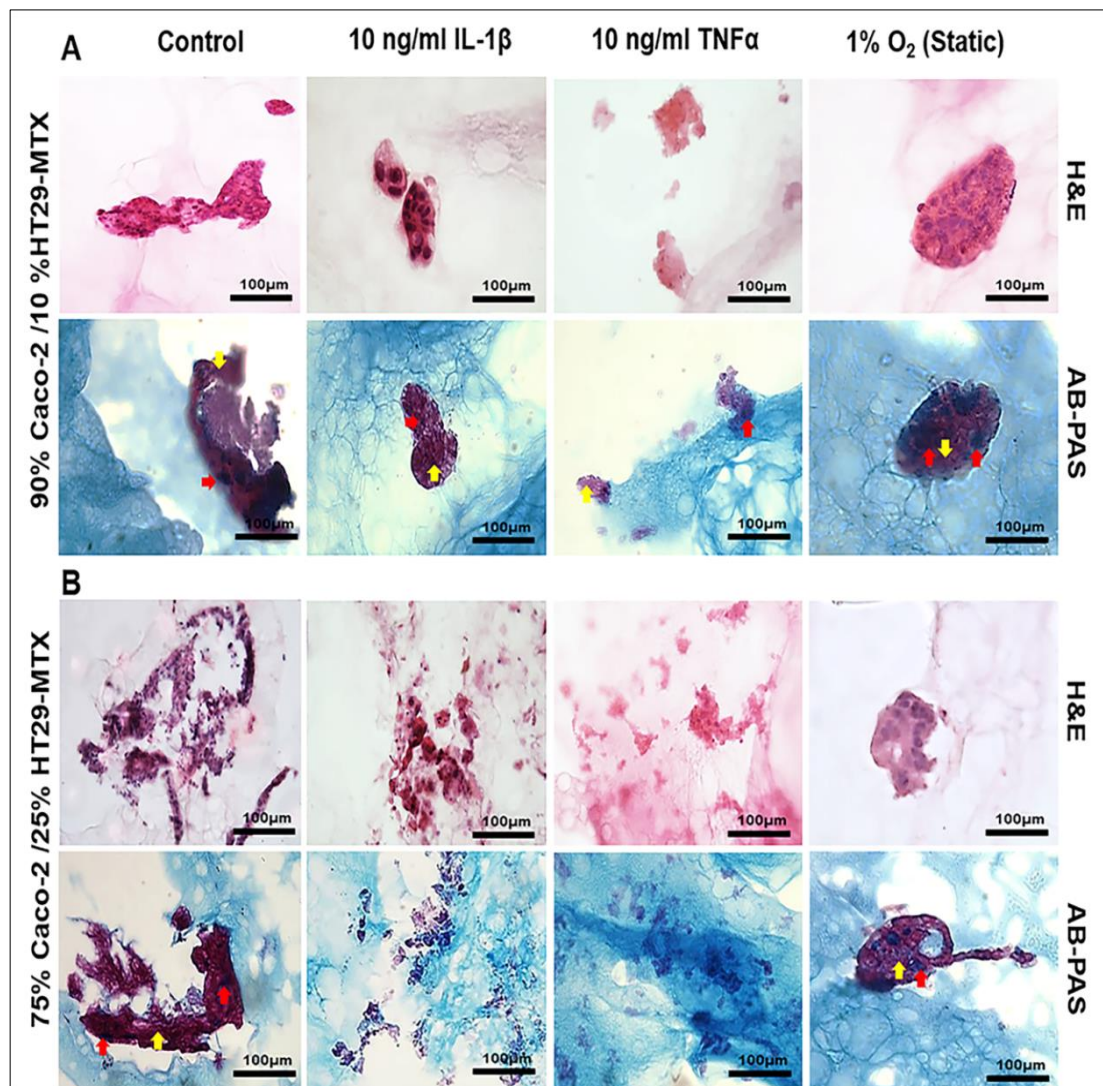 A
Control
10 ng/ml IL-1β
10 ng/ml TNFα
1% O₂ (Static)
90% Caco-2 /10 %HT29-MTX
100µm
100µm
100µm
100µm
H&E
100µm
100µm
100µm
100µm
AB-PAS
B
75% Caco-2 /25% HT29-MTX
100µm
100µm
100µm
100µm
H&E
100µm
100µm
100µm
100µm
AB-PAS